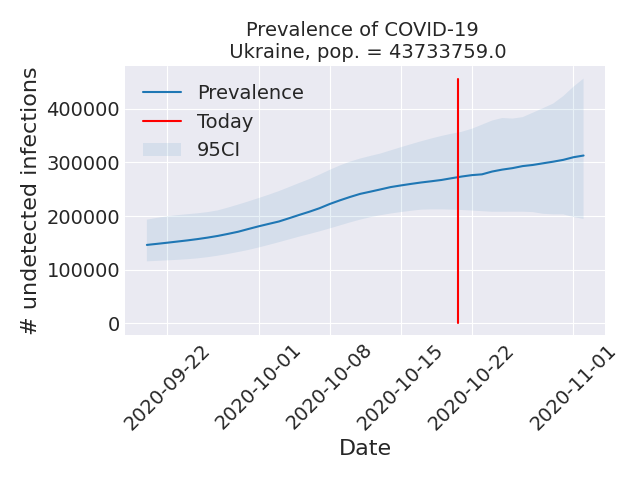 Prevalence of COVID-19
Ukraine, pop. = 43733759.0
# undetected infections
400000
300000
200000
100000
0
Prevalence
Today
95CI
2020-09-22
2020-10-01
2020-10-08
2020-10-15
2020-10-22
2020-11-01
Date